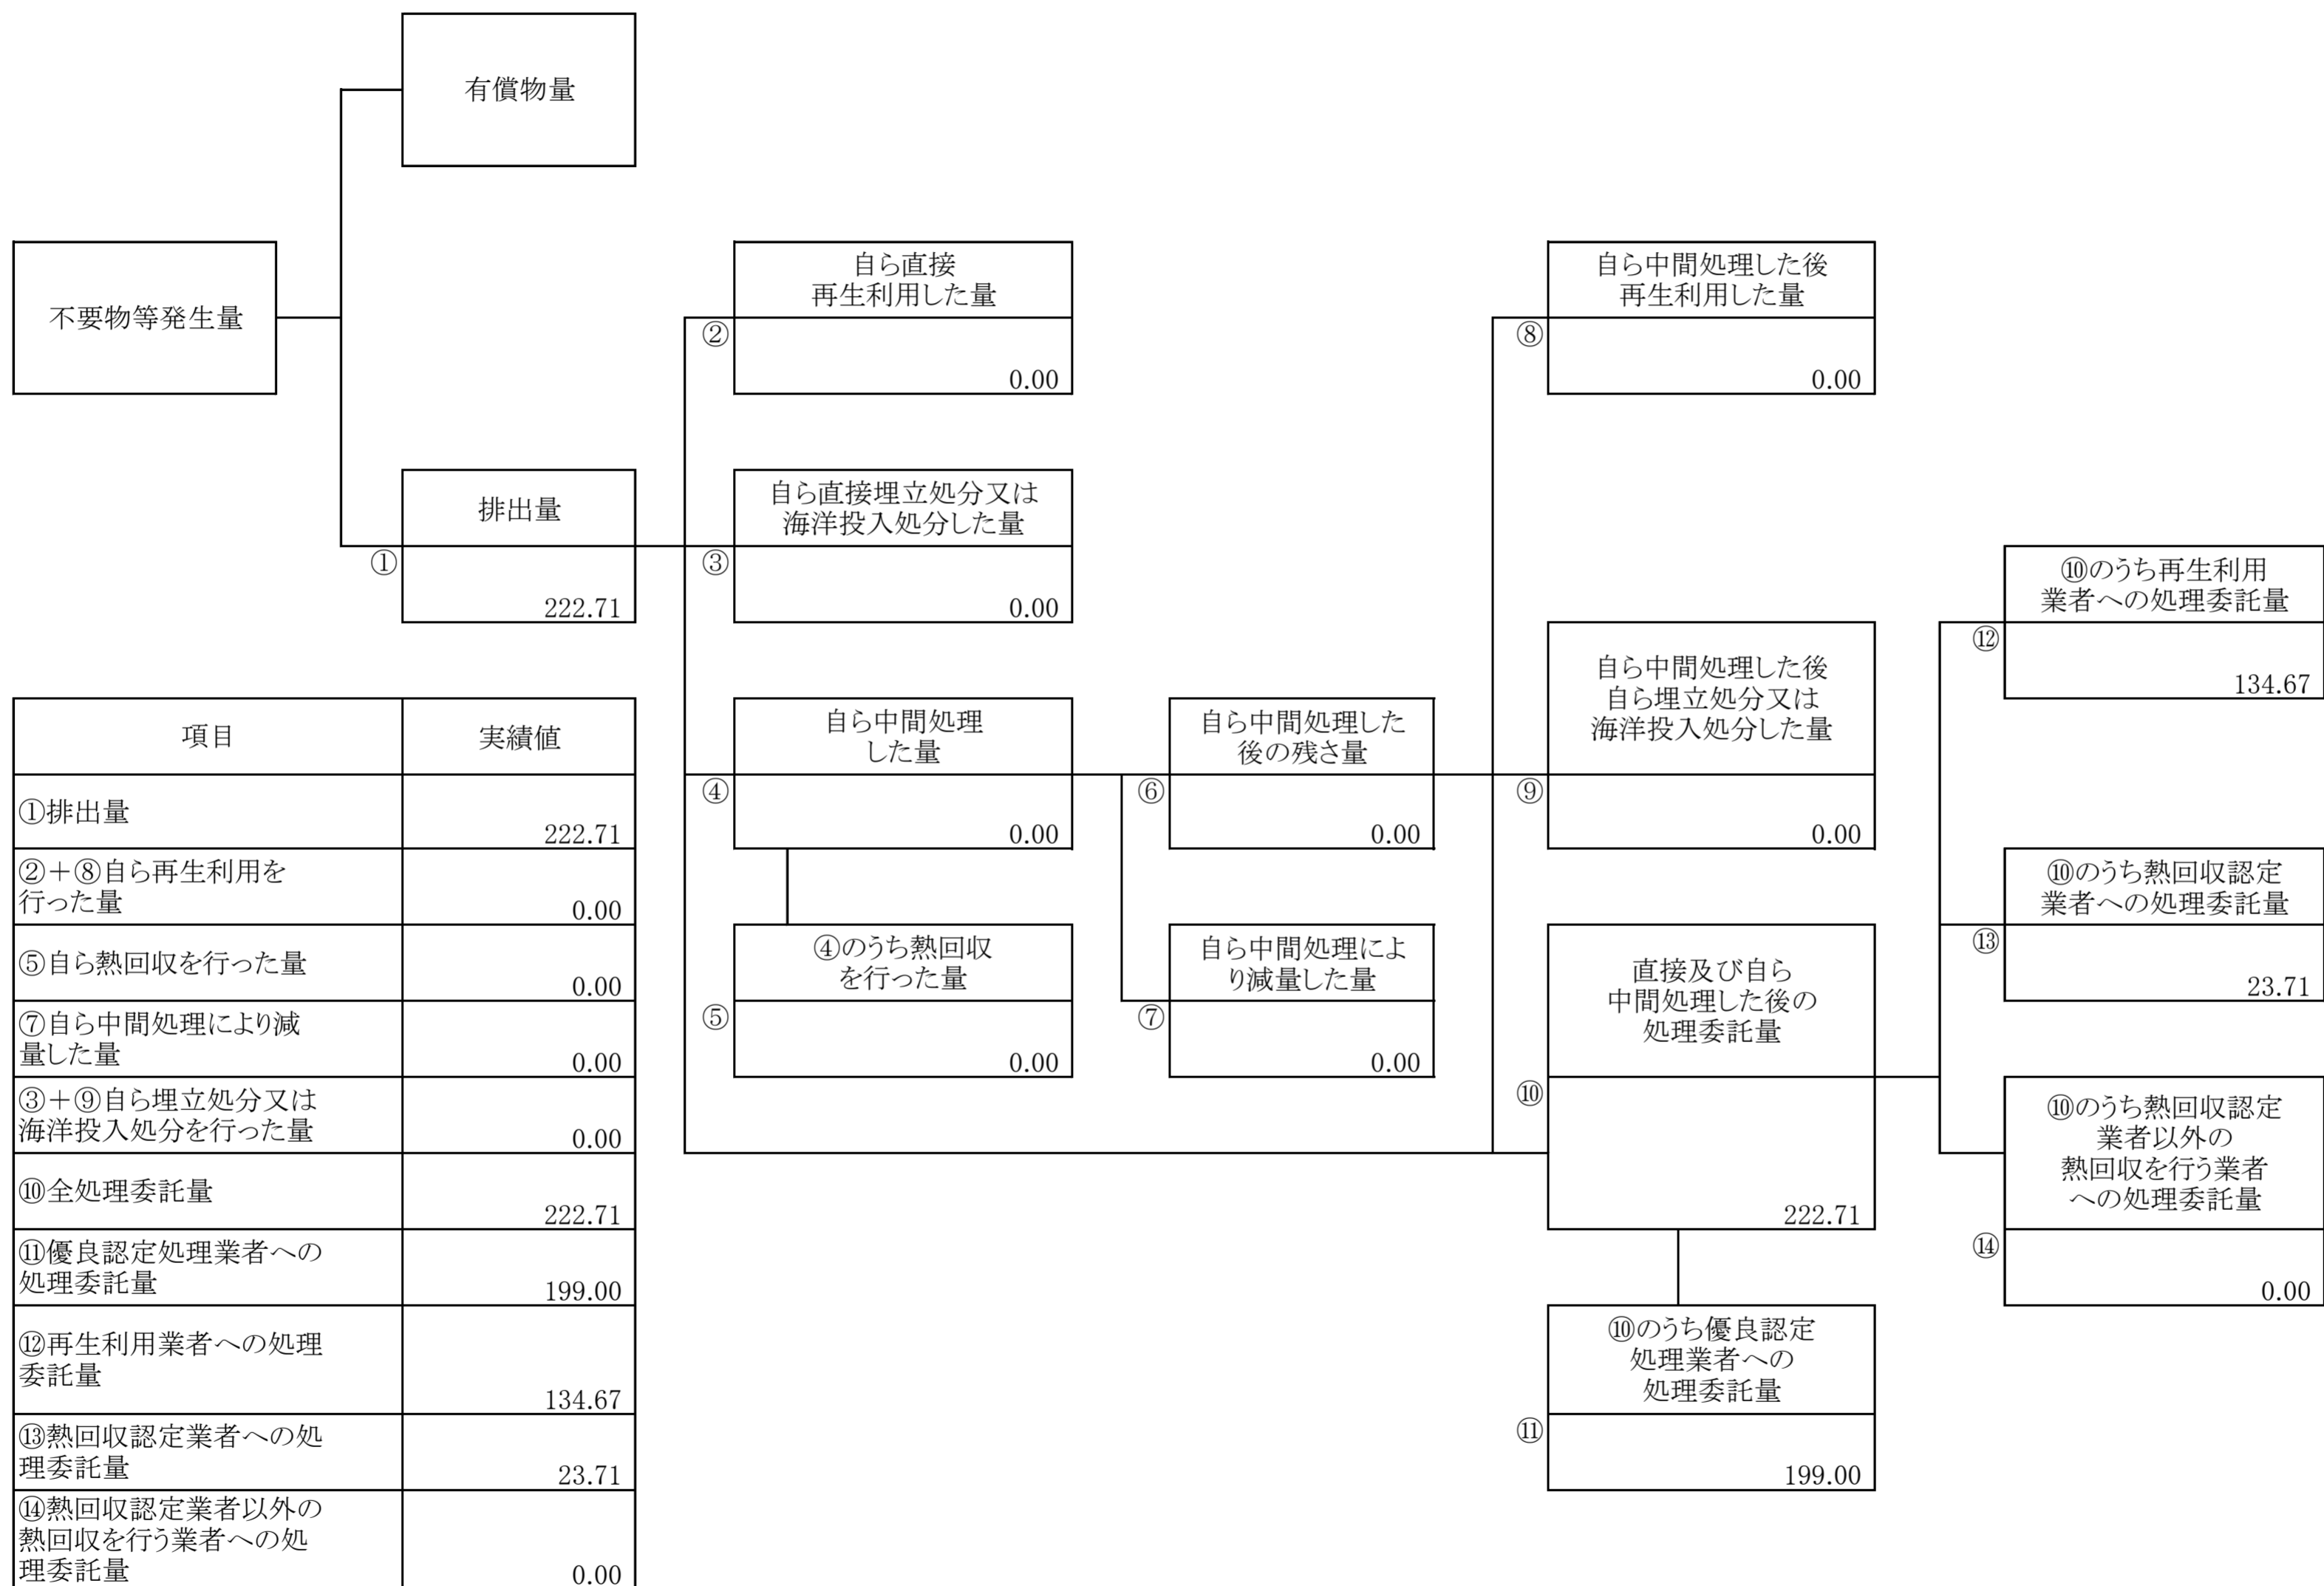 有償物量
不要物等発生量
自ら直接
再生利用した量
②
0.00
自ら中間処理した後
再生利用した量
⑧
0.00
排出量
①
222.71
自ら直接埋立処分又は
海洋投入処分した量
③
0.00
⑩のうち再生利用
業者への処理委託量
⑫
134.67
自ら中間処理
した量
④
0.00
自ら中間処理した
後の残さ量
⑥
0.00
自ら中間処理した後
自ら埋立処分又は
海洋投入処分した量
⑨
0.00
⑩のうち熱回収認定
業者への処理委託量
⑬
23.71
④のうち熱回収
を行った量
⑤
0.00
自ら中間処理によ
り減量した量
⑦
0.00
直接及び自ら
中間処理した後の
処理委託量
⑩
222.71
⑩のうち熱回収認定
業者以外の
熱回収を行う業者
への処理委託量
⑭
0.00
⑩のうち優良認定
処理業者への
処理委託量
⑪
199.00
項目
実績値
①排出量
222.71
②+⑧自ら再生利用を
行った量
0.00
⑤自ら熱回収を行った量
0.00
⑦自ら中間処理により減
量した量
0.00
③+⑨自ら埋立処分又は
海洋投入処分を行った量
0.00
⑩全処理委託量
222.71
⑪優良認定処理業者への
処理委託量
199.00
⑫再生利用業者への処理
委託量
134.67
⑬熱回収認定業者への処
理委託量
23.71
⑭熱回収認定業者以外の
熱回収を行う業者への処
理委託量
0.00